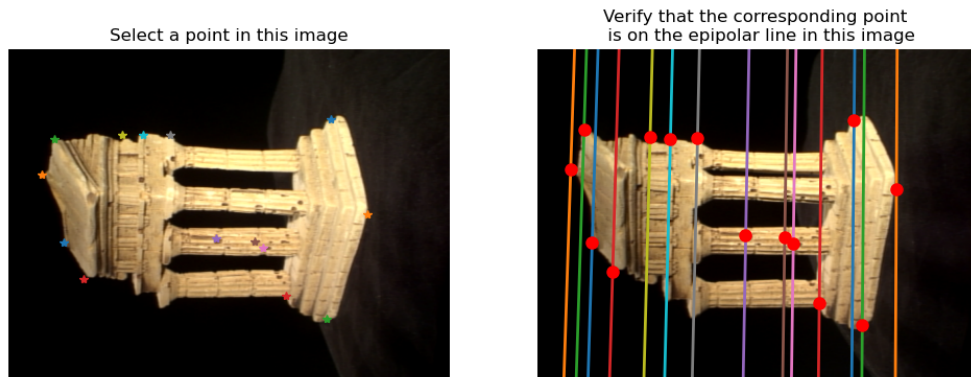 Select a point in this image
Verify that the corresponding point
is on the epipolar line in this image